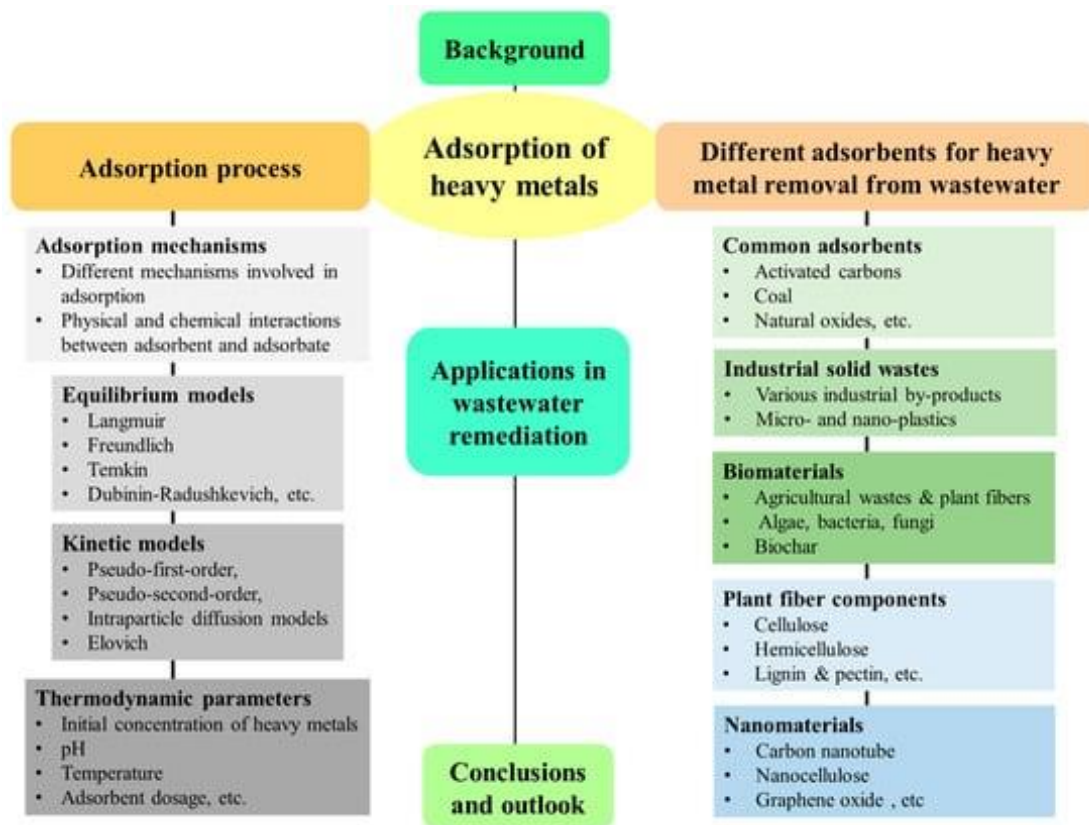 Background
Adsorption of
heavy metals
Adsorption process
Adsorption mechanisms
• Different mechanisms involved in
adsorption
• Physical and chemical interactions
between adsorbent and adsorbate
Equilibrium models
• Langmuir
• Freundlich
• Temkin
• Dubinin-Radushkevich, etc.
Kinetic models
• Pseudo-first-order,
• Pseudo-second-order,
• Intraparticle diffusion models
• Elovich
Thermodynamic parameters
• Initial concentration of heavy metals
• pH
• Temperature
• Adsorbent dosage, etc.
Applications in
wastewater
remediation
Conclusions
and outlook
Different adsorbents for heavy
metal removal from wastewater
Common adsorbents
• Activated carbons
• Coal
• Natural oxides, etc.
Industrial solid wastes
• Various industrial by-products
• Micro- and nano-plastics
Biomaterials
• Agricultural wastes & plant fibers
• Algae, bacteria, fungi
• Biochar
Plant fiber components
• Cellulose
• Hemicellulose
• Lignin & pectin, etc.
Nanomaterials
• Carbon nanotube
• Nanocellulose
• Graphene oxide , etc